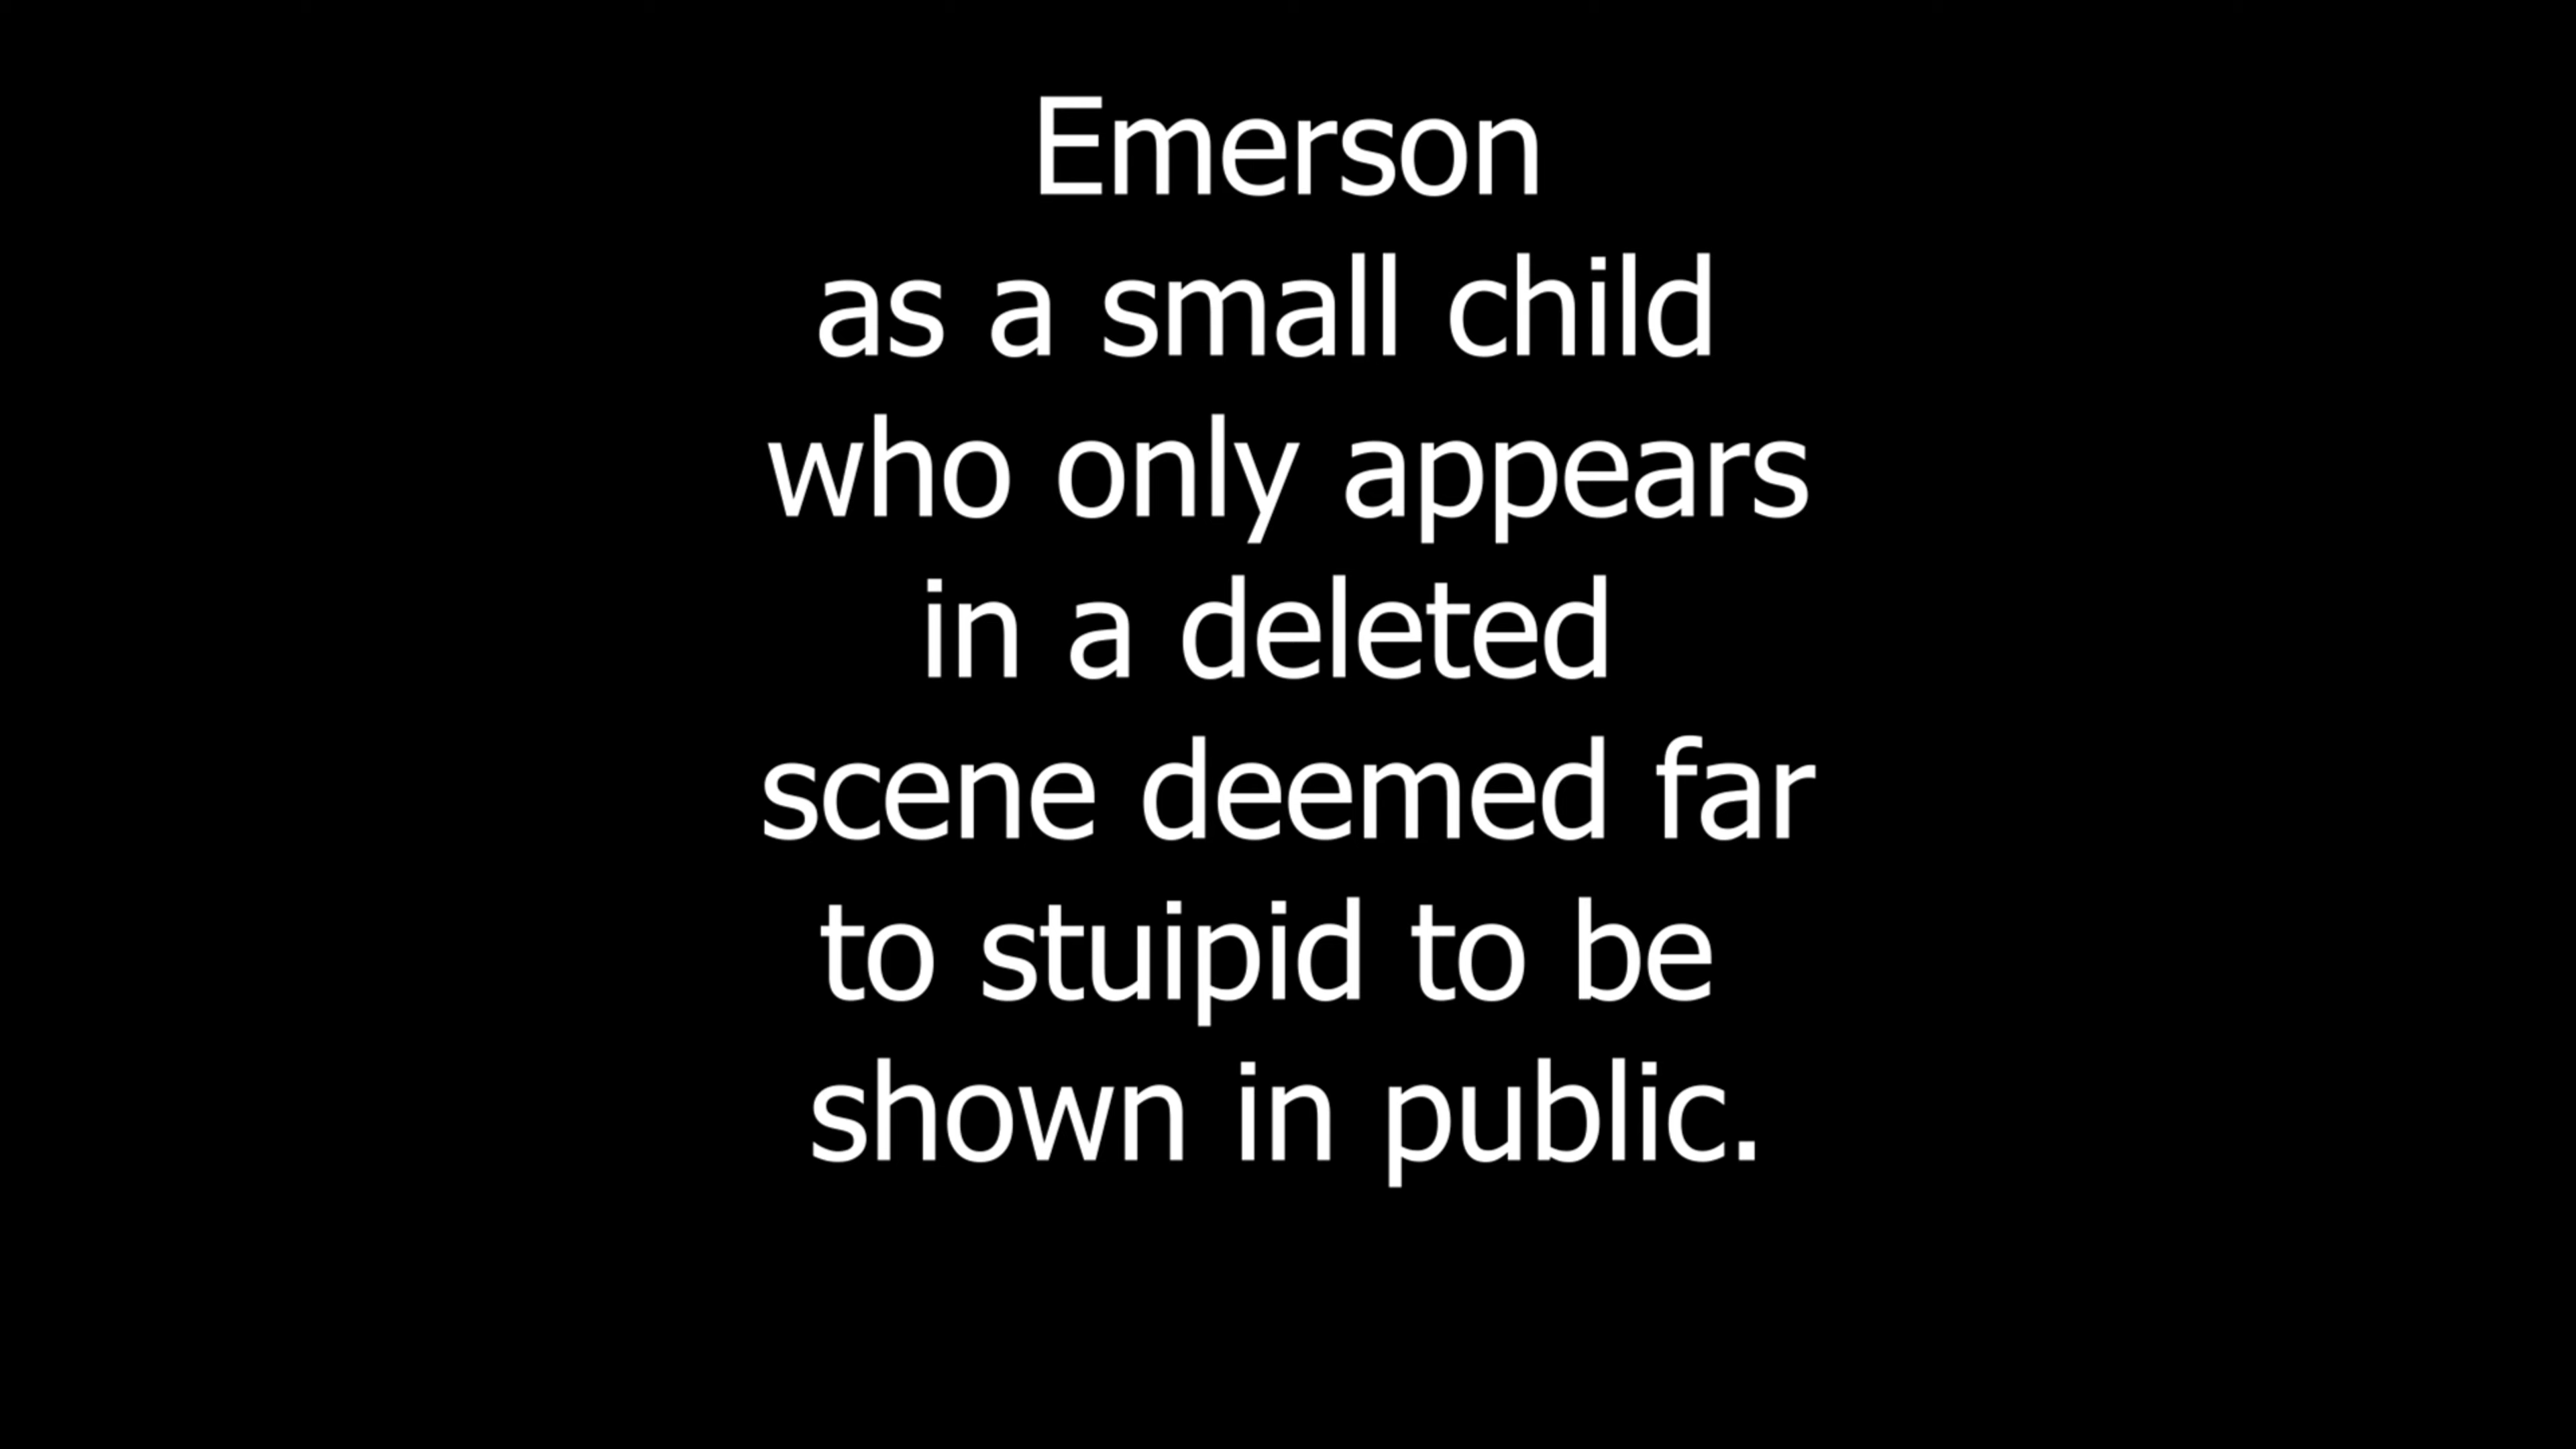 Emerson
as a small child
who only appears
in a deleted
scene deemed far
to stuipid to be
shown in public.